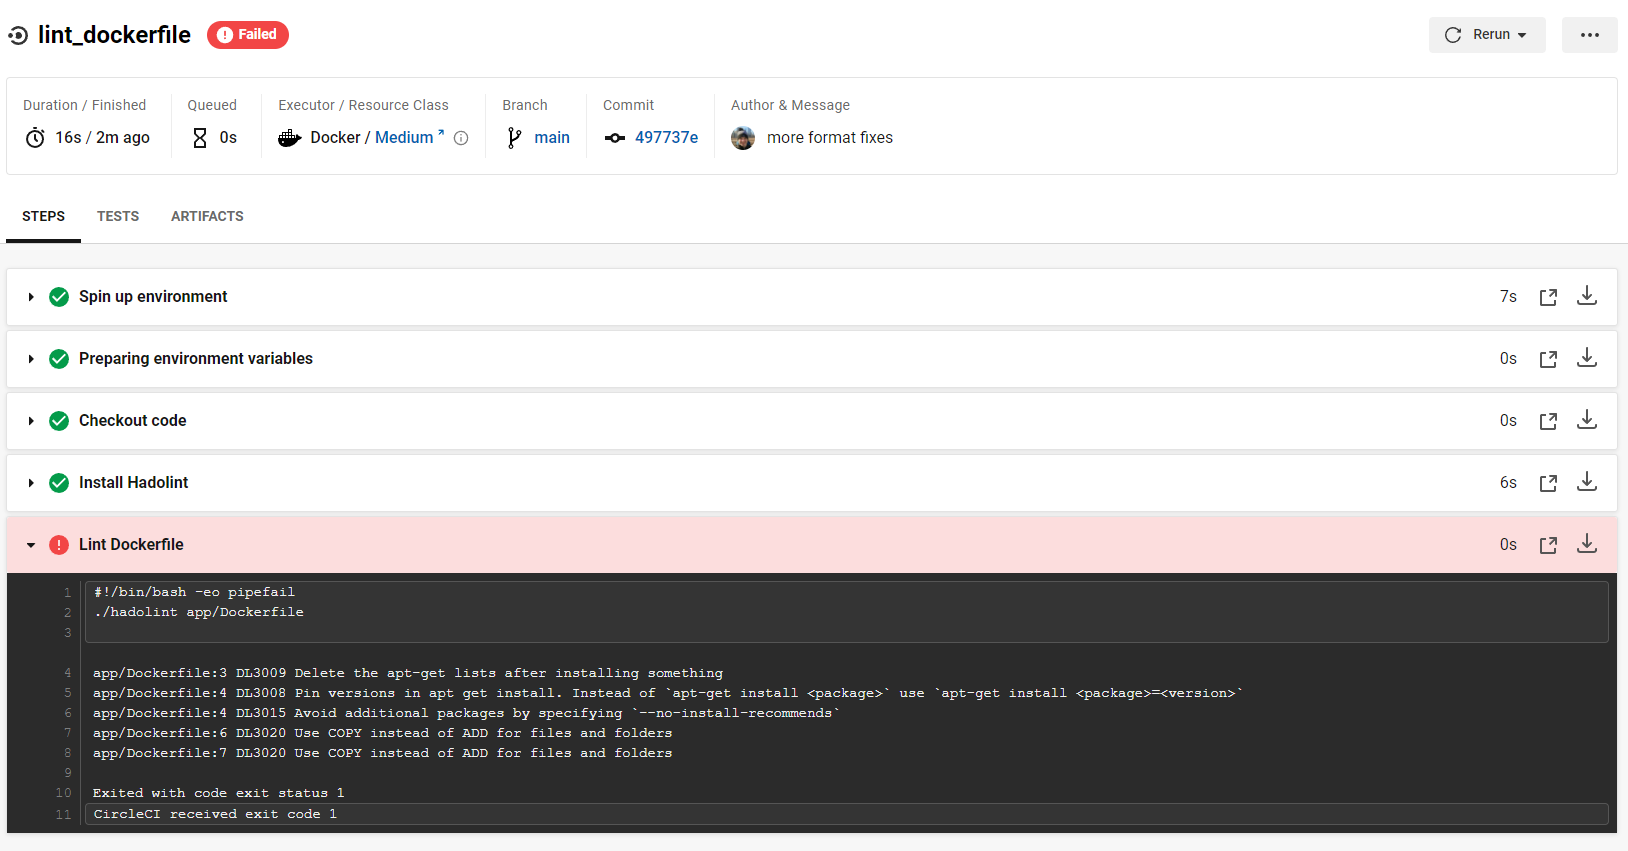 lint_dockerfile Failed Rerun
Duration / Finished Queued Executor / Resource Class Branch Commit Author & Message
16s / 2m ago 0s Docker / Medium main 497737e more format fixes
STEPS TESTS ARTIFACTS
Spin up environment 7s
Preparing environment variables 0s
Checkout code 0s
Install Hadolint 6s
Lint Dockerfile 0s
1 #!/bin/bash -eo pipefail
2 ./hadolint app/Dockerfile
3
4 app/Dockerfile:3 DL3009 Delete the apt-get lists after installing something
5 app/Dockerfile:4 DL3008 Pin versions in apt get install. Instead of `apt-get install <package>` use `apt-get install <package>=<version>`
6 app/Dockerfile:4 DL3015 Avoid additional packages by specifying `--no-install-recommends`
7 app/Dockerfile:6 DL3020 Use COPY instead of ADD for files and folders
8 app/Dockerfile:7 DL3020 Use COPY instead of ADD for files and folders
9
10 Exited with code exit status 1
11 CircleCI received exit code 1